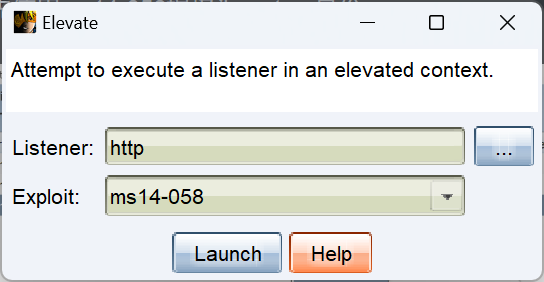 Elevate
Attempt to execute a listener in an elevated context.
Listener: http ...
Exploit: ms14-058
Launch Help